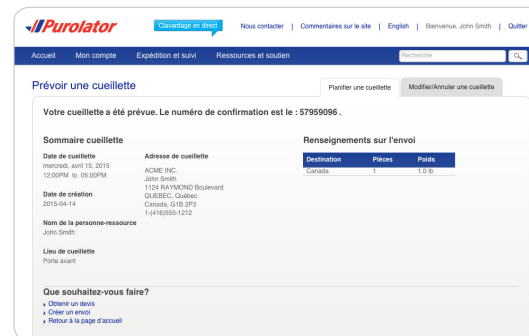 Purolator
Clavardage en direct
Nous contacter | Commentaires sur le site | English | Bienvenue, John Smith | Quitter
Accueil Mon compte Expédition et suivi Ressources et soutien Recherche
Prévoir une cueillette
Planifier une cueillette Modifier/Annuler une cueillette
Votre cueillette a été prévue. Le numéro de confirmation est le : 57959096 .
Sommaire cueillette
Date de cueillette
mercredi, avril 15, 2015
12:00PM to 05:00PM
Date de création
2015-04-14
Nom de la personne-ressource
John Smith
Lieu de cueillette
Porte avant
Adresse de cueillette
ACME INC.
John Smith
1124 RAYMOND Boulevard
QUEBEC, Québec
Canada, G1B 2P3
1-(416)555-1212
Renseignements sur l'envoi
Destination Pièces Poids
Canada 1 1.0 lb
Que souhaitez-vous faire?
Obtenir un devis
Créer un envoi
Retour à la page d'accueil